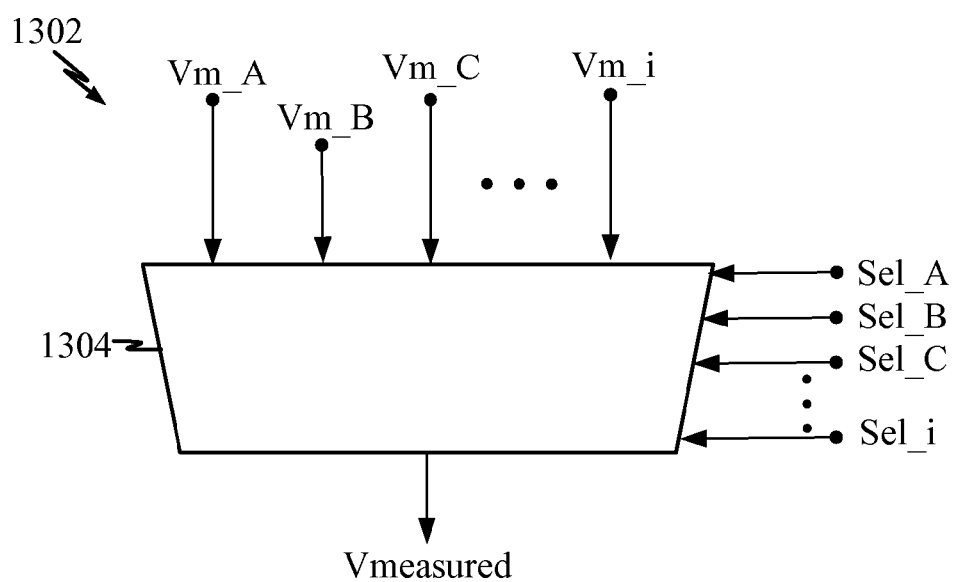 1302
Vm_A
Vm_B
Vm_C
Vm_i
Sel_A
Sel_B
Sel_C
Sel_i
1304
Vmeasured